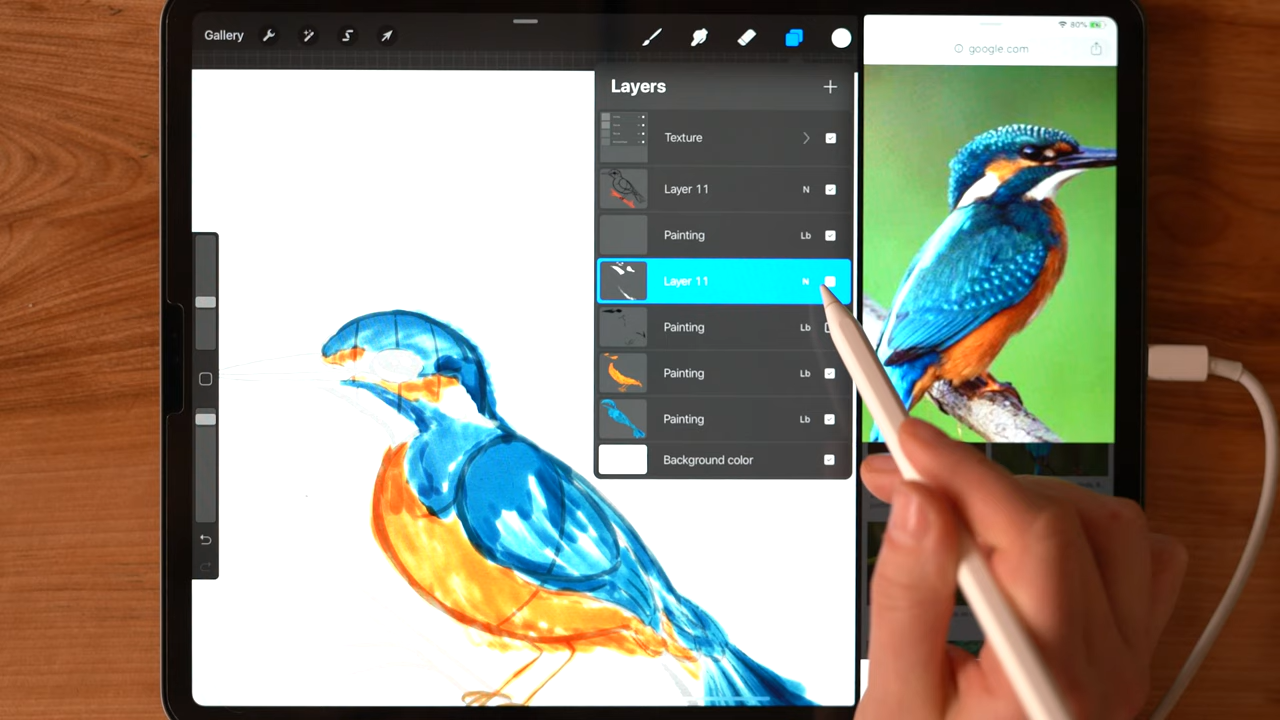 Gallery
80%
google.com
Layers
Texture
Layer 11 N
Painting Lb
Layer 11 N
Painting Lb
Painting Lb
Painting Lb
Background color